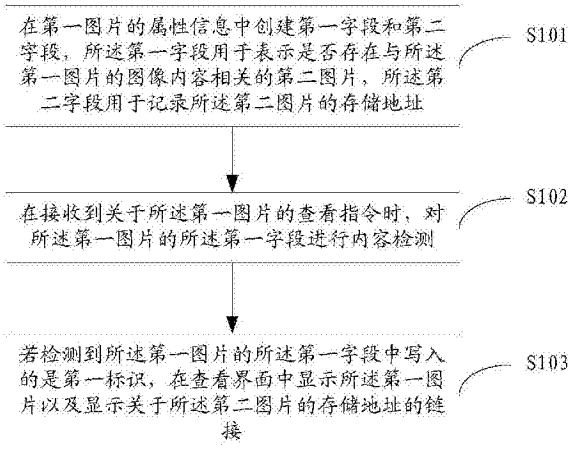 在第一图片的属性信息中创建第一字段和第二
字段，所述第一字段用于表示是否存在与所述
第一图片的图像内容相关的第二图片，所述第
二字段用于记录所述第二图片的存储地址
S101
在接收到关于所述第一图片的查看指令时，对
所述第一图片的所述第一字段进行内容检测
S102
若检测到所述第一图片的所述第一字段中写入
的是第一标识，在查看界面中显示所述第一图
片以及显示关于所述第二图片的存储地址的链
接
S103